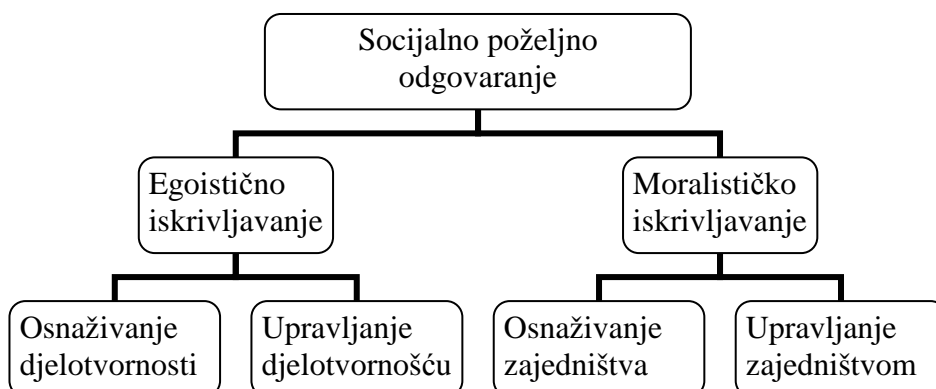 Socijalno poželjno
odgovaranje
Egoistično
iskrivljavanje
Moralističko
iskrivljavanje
Osnaživanje
djelotvornosti
Upravljanje
djelotvornošću
Osnaživanje
zajedništva
Upravljanje
zajedništvom